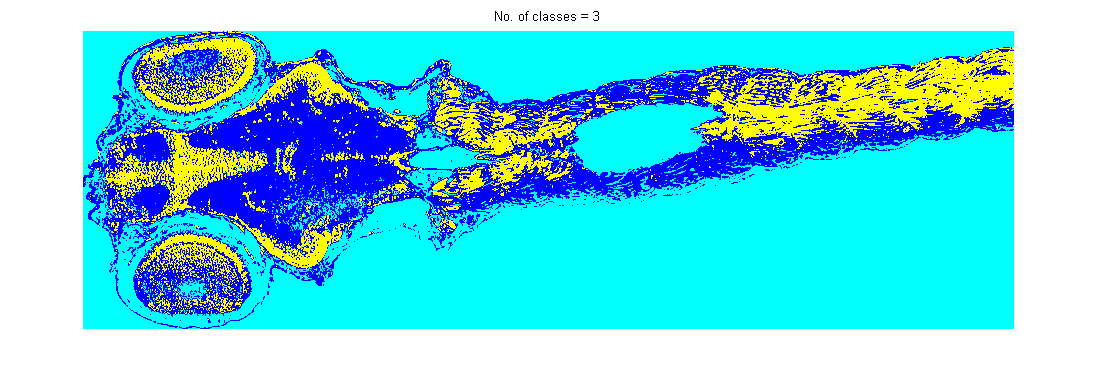 No. of classes = 3